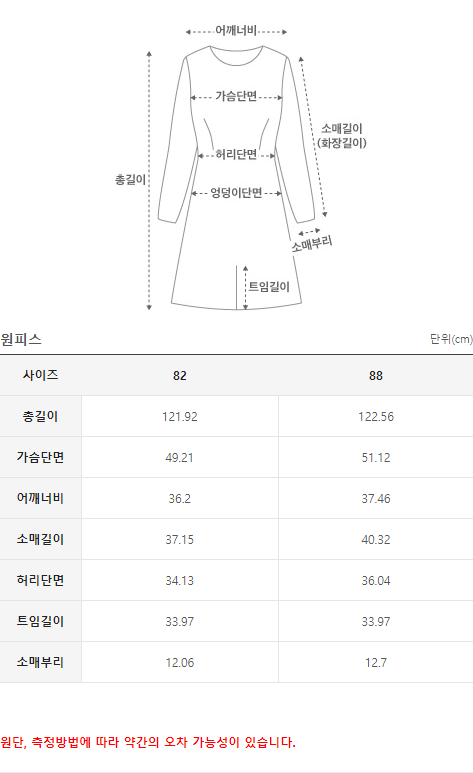 어깨너비
가슴단면
소매길이
(화장길이)
허리단면
총길이
엉덩이단면
소매부리
트임길이
원피스 단위(cm)
사이즈 82 88
총길이 121.92 122.56
가슴단면 49.21 51.12
어깨너비 36.2 37.46
소매길이 37.15 40.32
허리단면 34.13 36.04
트임길이 33.97 33.97
소매부리 12.06 12.7
원단, 측정방법에 따라 약간의 오차 가능성이 있습니다.